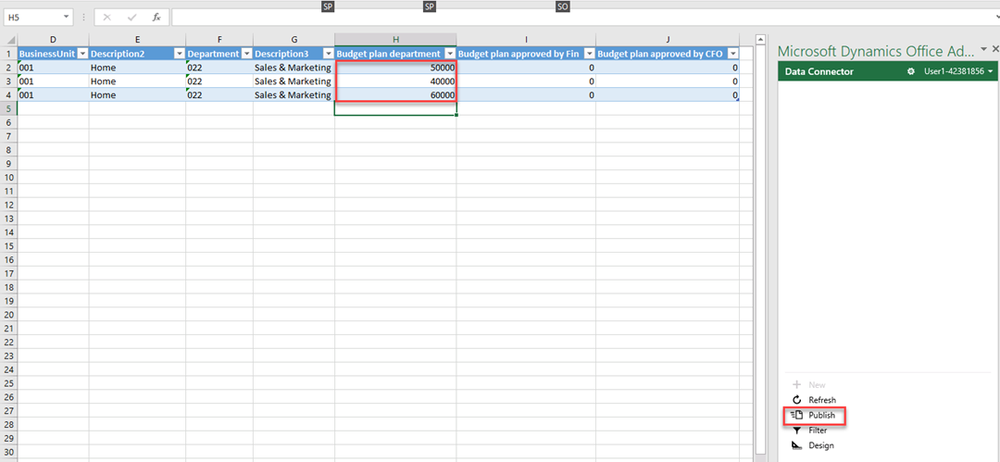 SP SP SO
H5 fx
D E F G H I J
1 BusinessUnit Description2 Department Description3 Budget plan department Budget plan approved by Fin Budget plan approved by CFO
2 001 Home 022 Sales & Marketing 50000 0 0
3 001 Home 022 Sales & Marketing 40000 0 0
4 001 Home 022 Sales & Marketing 60000 0 0
5
6
7
8
9
10
11
12
13
14
15
16
17
18
19
20
21
22
23
24
25
26
27
28
29
30
Microsoft Dynamics Office Ad...
Data Connector User1-42381856
New
Refresh
Publish
Filter
Design